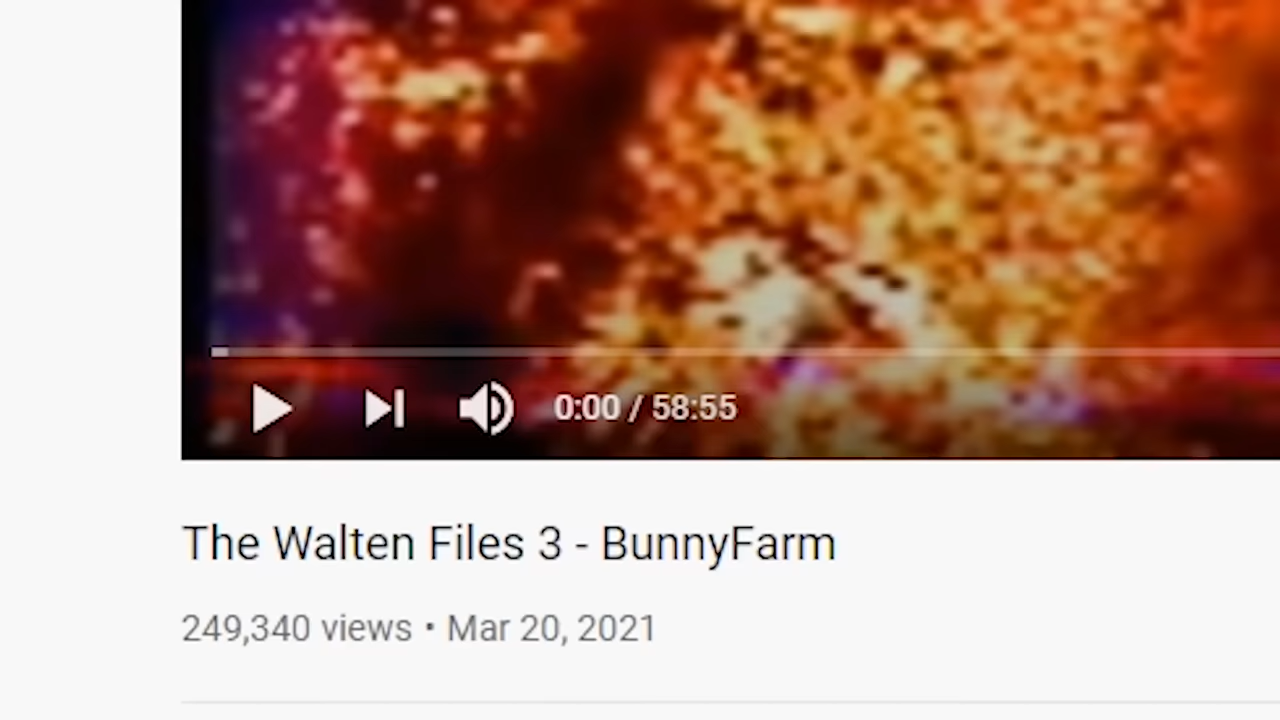 0:00 / 58:55
The Walten Files 3 - BunnyFarm
249,340 views • Mar 20, 2021